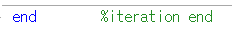 end        %iteration end